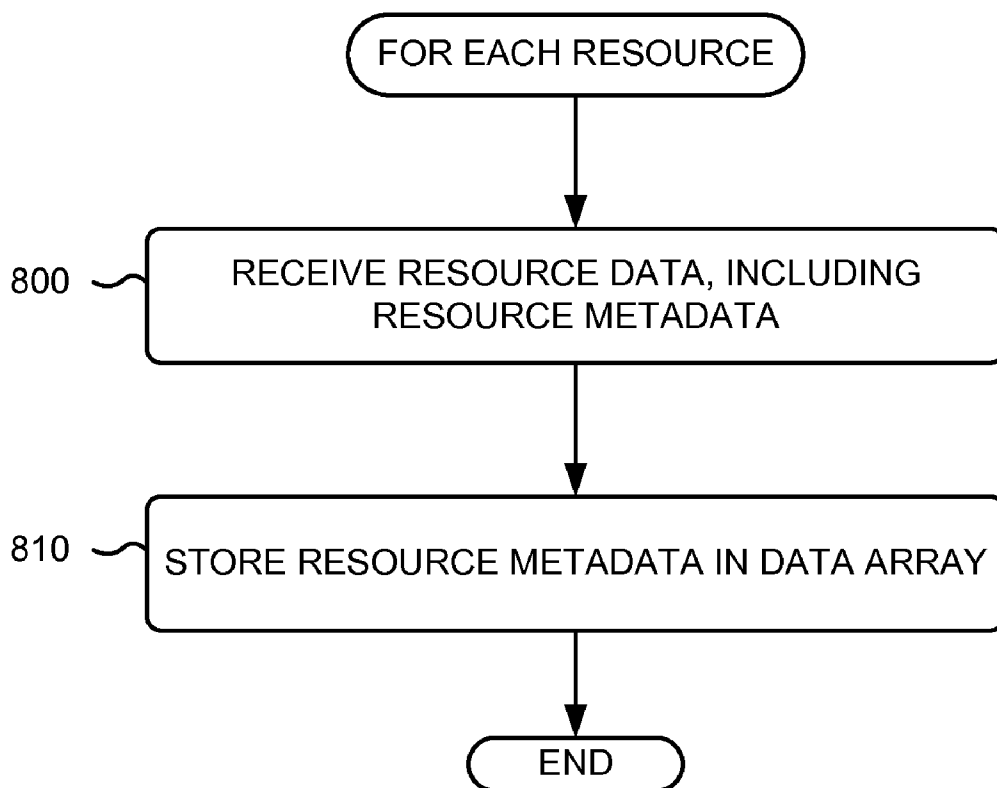 FOR EACH RESOURCE
800
RECEIVE RESOURCE DATA, INCLUDING
RESOURCE METADATA
810
STORE RESOURCE METADATA IN DATA ARRAY
END